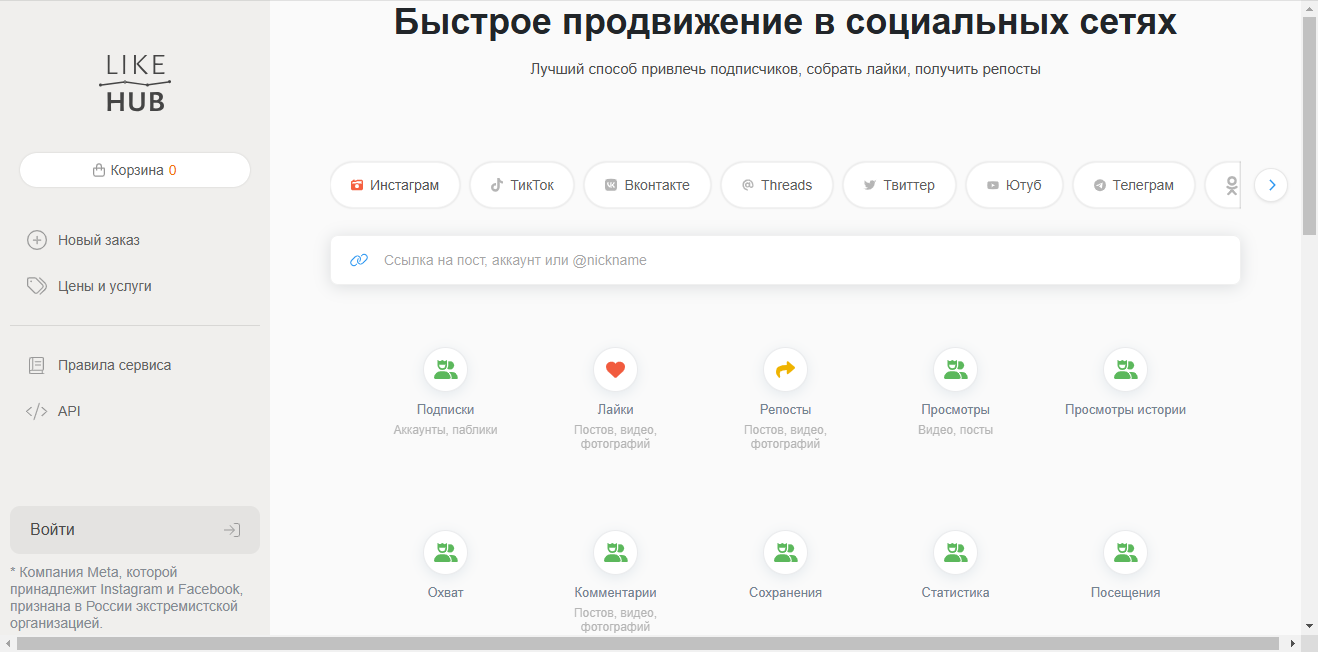 Быстрое продвижение в социальных сетях
Лучший способ привлечь подписчиков, собрать лайки, получить репосты
LIKE
HUB
Корзина 0
Новый заказ
Цены и услуги
Правила сервиса
API
Войти
* Компания Meta, которой
принадлежит Instagram и Facebook,
признана в России экстремистской
организацией.
Инстаграм
ТикТок
Вконтакте
Threads
Твиттер
Ютуб
Телеграм
Ссылка на пост, аккаунт или @nickname
Подписки
Аккаунты, паблики
Лайки
Постов, видео,
фотографий
Репосты
Постов, видео,
фотографий
Просмотры
Видео, посты
Просмотры истории
Охват
Комментарии
Постов, видео,
фотографий
Сохранения
Статистика
Посещения